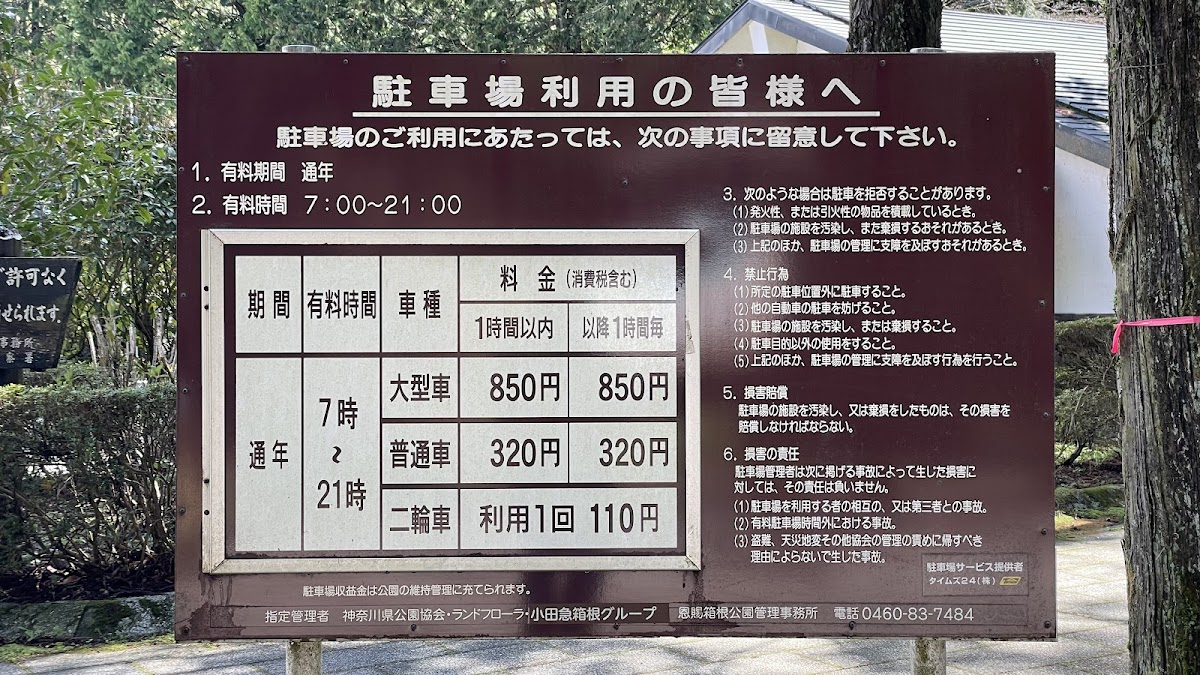 駐車場利用の皆様へ
駐車場のご利用にあたっては、次の事項に留意して下さい。
1. 有料期間 通年
2. 有料時間 7:00～21:00
期間 有料時間 車種 料金(消費税含む)
1時間以内 以降1時間毎
通年 7時～21時
大型車 850円 850円
普通車 320円 320円
二輪車 利用1回 110円
3. 次のような場合は駐車を拒否することがあります。
(1)発火性、または引火性の物品を積載しているとき。
(2)駐車場の施設を汚染し、また棄損するおそれがあるとき。
(3)上記のほか、駐車場の管理に支障を及ぼすおそれがあるとき。
4. 禁止行為
(1)所定の駐車位置外に駐車すること。
(2)他の自動車の駐車を妨げること。
(3)駐車場の施設を汚染し、または棄損すること。
(4)駐車目的以外の使用をすること。
(5)上記のほか、駐車場の管理に支障を及ぼす行為を行うこと。
5. 損害賠償
駐車場の施設を汚染し、又は棄損をしたものは、その損害を
賠償しなければならない。
6. 損害の責任
駐車場管理者は次に掲げる事故によって生じた損害に
対しては、その責任は負いません。
(1)駐車場を利用する者の相互の、又は第三者との事故。
(2)有料駐車場時間外における事故。
(3)盗難、天災地変その他協会の管理の責めに帰すべき
理由によらないで生じた事故。
駐車場サービス提供者
タイムズ24(株)
駐車場収益金は公園の維持管理に充てられます。
指定管理者 神奈川県公園協会・ランドフローラ・小田急箱根グループ 恩賜箱根公園管理事務所 電話0460-83-7484
許可なく
せられます。
事務所
署